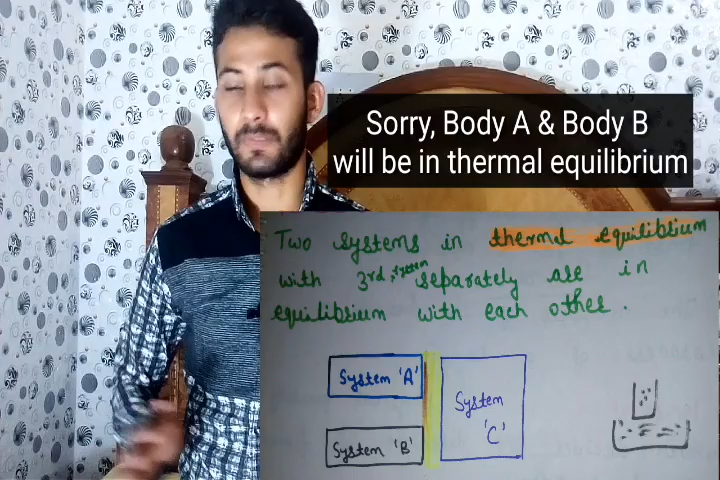 Sorry, Body A & Body B
will be in thermal equilibrium
Two systems in thermal equilibrium
with 3rd system separately are in
equilibrium with each other.
System 'A'
System 'B'
System
'C'